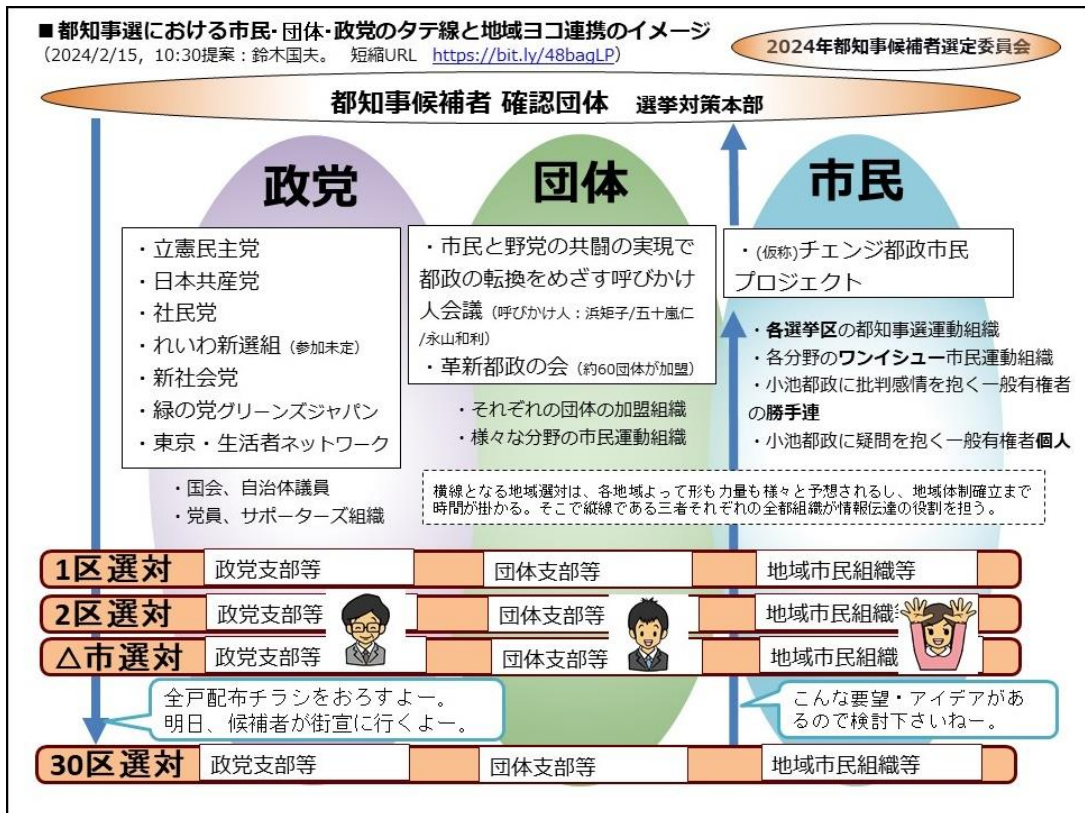 ■都知事選における市民・団体・政党のタテ線と地域ヨコ連携のイメージ
(2024/2/15, 10:30提案:鈴木国夫。 短縮URL https://bit.ly/48bagLP)
2024年都知事候補者選定委員会
都知事候補者 確認団体 選挙対策本部
政党
・立憲民主党
・日本共産党
・社民党
・れいわ新選組(参加未定)
・新社会党
・緑の党グリーンズジャパン
・東京・生活者ネットワーク
・国会、自治体議員
・党員、サポーターズ組織
団体
・市民と野党の共闘の実現で
都政の転換をめざす呼びかけ
人会議(呼びかけ人:浜矩子/五十嵐仁
/永山和利)
・革新都政の会(約60団体が加盟)
・それぞれの団体の加盟組織
・様々な分野の市民運動組織
市民
・(仮称)チェンジ都政市民
プロジェクト
・各選挙区の都知事選運動組織
・各分野のワンイシュー市民運動組織
・小池都政に批判感情を抱く一般有権者
の勝手連
・小池都政に疑問を抱く一般有権者個人
横線となる地域選対は、各地域よって形も力量も様々と予想されるし、地域体制確立まで
時間が掛かる。そこで縦線である三者それぞれの全都組織が情報伝達の役割を担う。
1区選対 政党支部等 団体支部等 地域市民組織等
2区選対 政党支部等 団体支部等 地域市民組織
△市選対 政党支部等 団体支部等 地域市民組織
全戸配布チラシをおろすよー。
明日、候補者が街宣に行くよー。
こんな要望・アイデアがあ
るので検討下さいねー。
30区選対 政党支部等 団体支部等 地域市民組織等